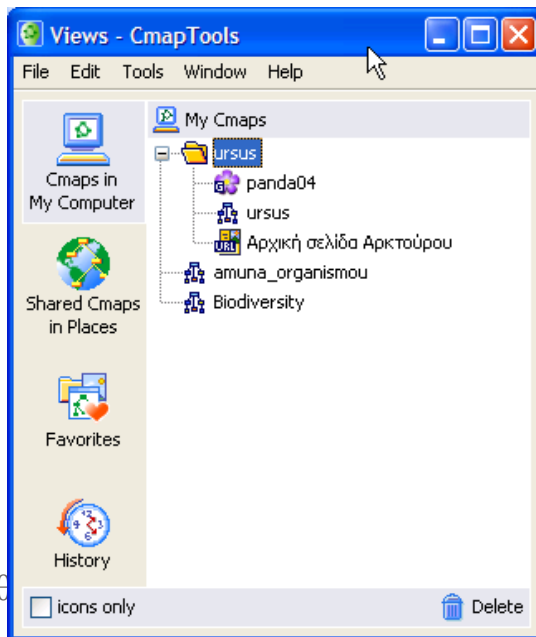 Views - CmapTools
File Edit Tools Window Help
Cmaps in
My Computer
Shared Cmaps
in Places
Favorites
History
My Cmaps
ursus
panda04
ursus
URL Αρχική σελίδα Αρκτούρου
amuna_organismou
Biodiversity
icons only
Delete